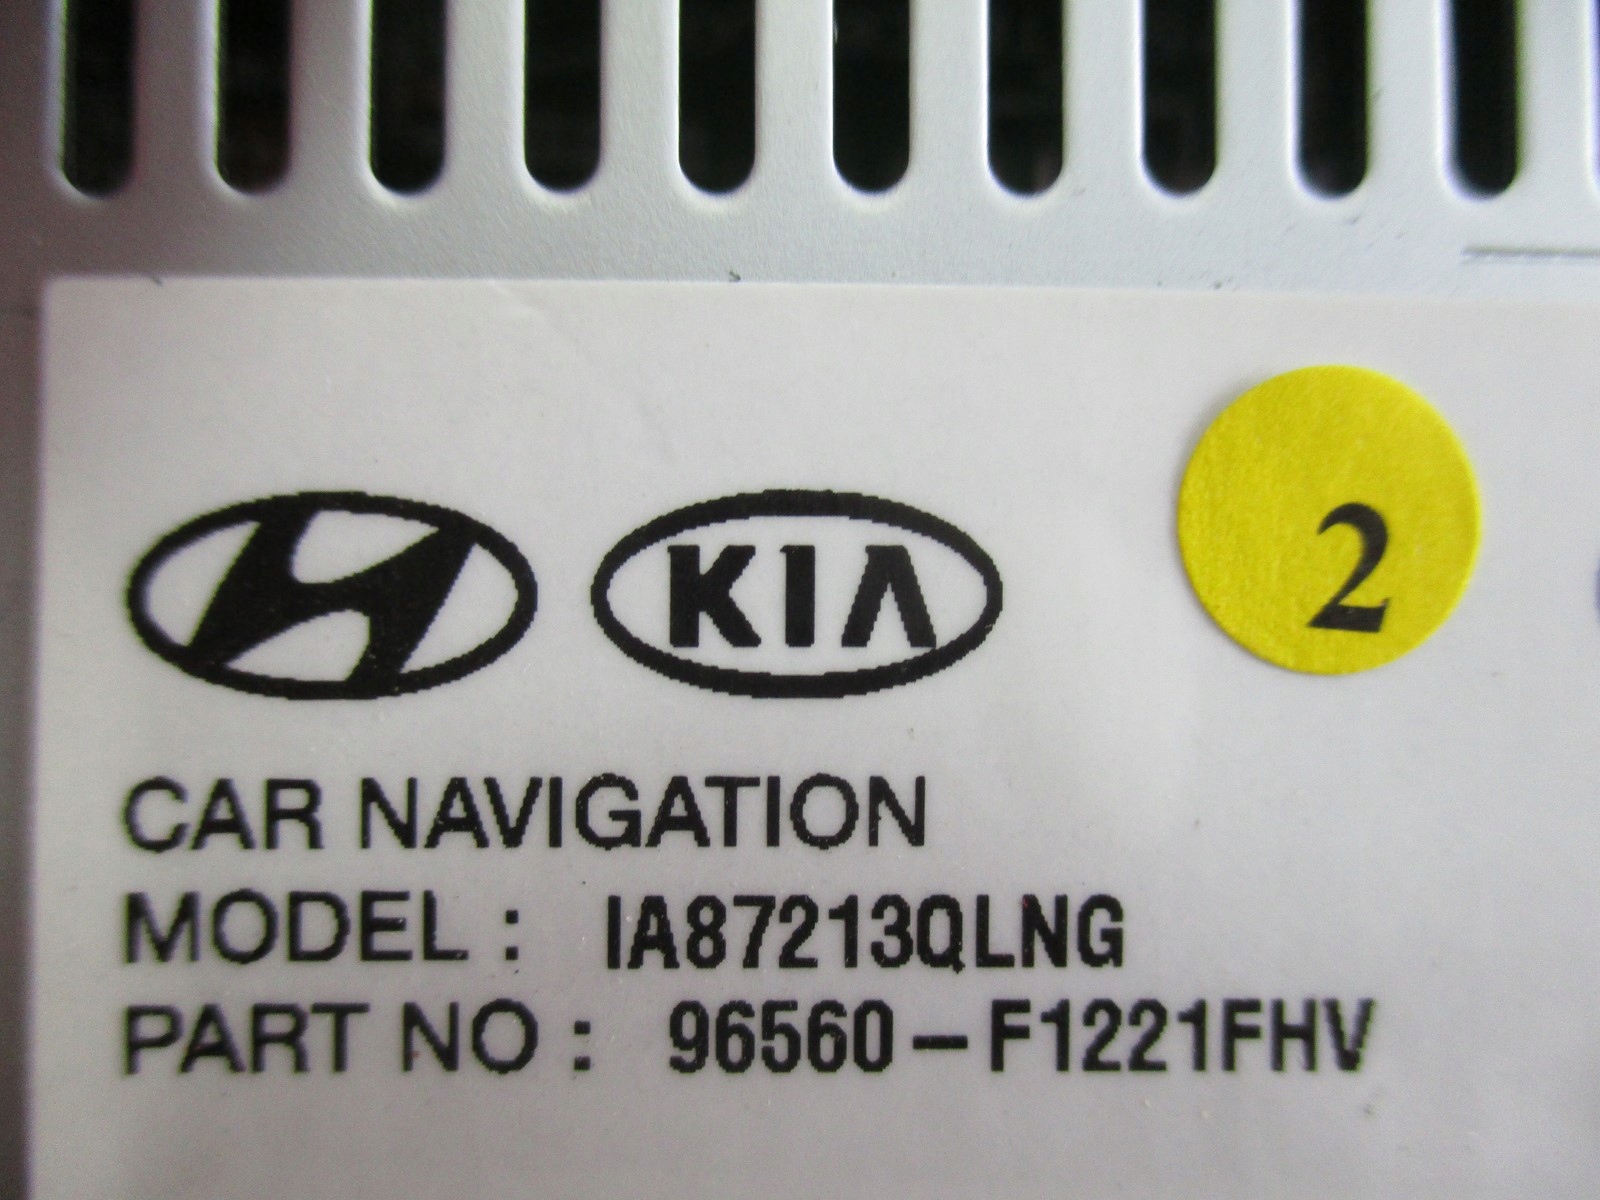 KIA
2
CAR NAVIGATION
MODEL : IA87213QLNG
PART NO : 96560-F1221FHV